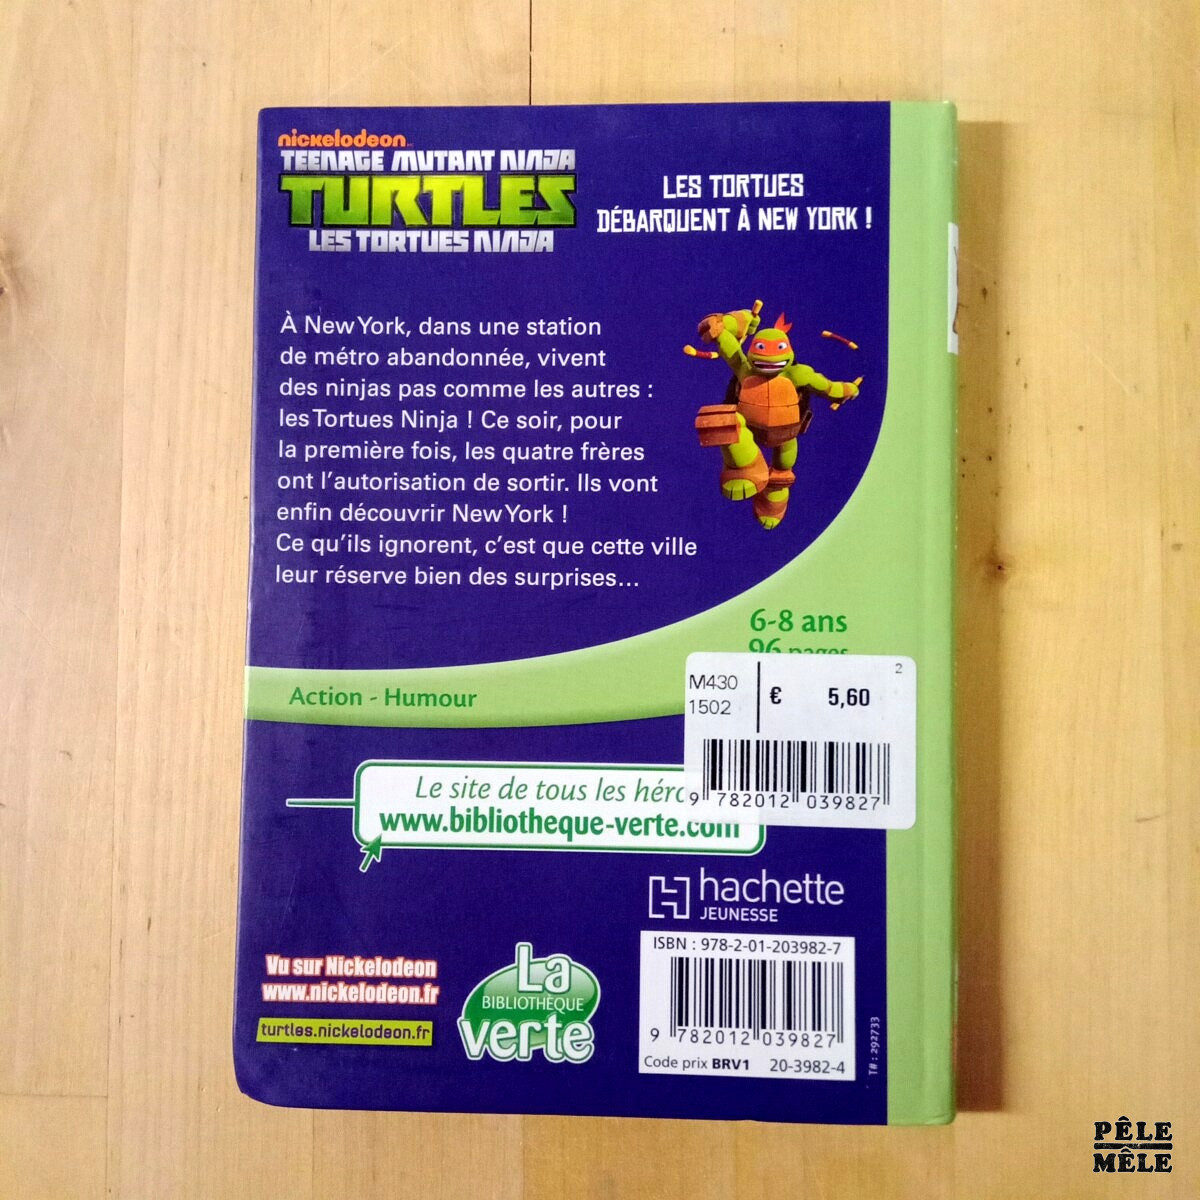 nickelodeon
TEENAGE MUTANT NINJA
TURTLES
LES TORTUES NINJA
LES TORTUES
DÉBARQUENT À NEW YORK !
À New York, dans une station
de métro abandonnée, vivent
des ninjas pas comme les autres :
les Tortues Ninja ! Ce soir, pour
la première fois, les quatre frères
ont l'autorisation de sortir. Ils vont
enfin découvrir New York !
Ce qu'ils ignorent, c'est que cette ville
leur réserve bien des surprises...
6-8 ans
96 pages
Action - Humour
2
M430
1502
€ 5,60
9 782012 039827
Le site de tous les héro
www.bibliotheque-verte.com
hachette
JEUNESSE
ISBN : 978-2-01-203982-7
9 782012 039827
Code prix BRV1 20-3982-4
T# : 292733
Vu sur Nickelodeon
www.nickelodeon.fr
turtles.nickelodeon.fr
La
BIBLIOTHÈQUE
verte
PÊLE
MÊLE